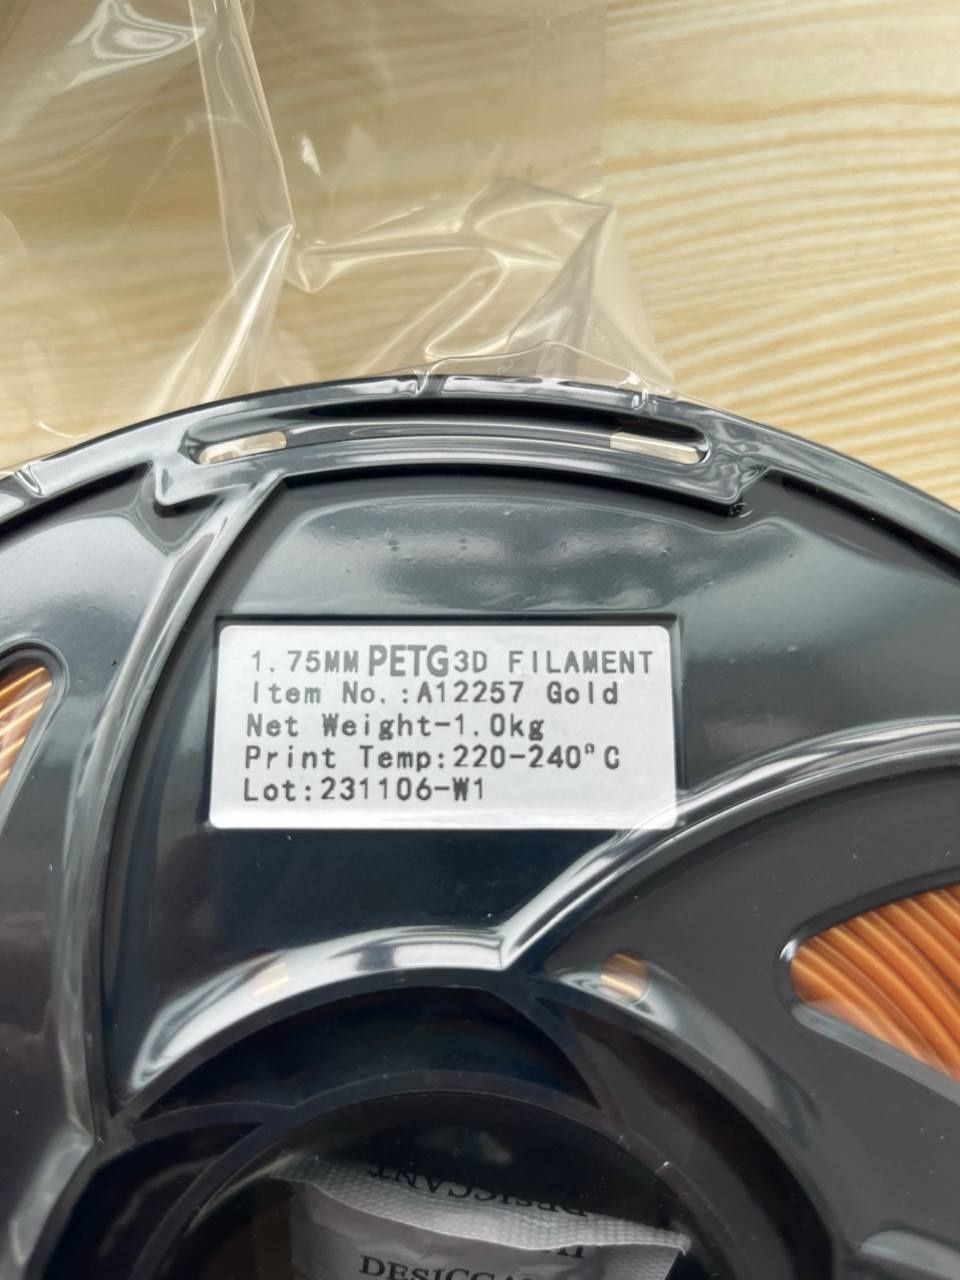 1.75MM PETG 3D FILAMENT
Item No.:A12257 Gold
Net Weight-1.0kg
Print Temp:220-240°C
Lot:231106-W1
DESICCANT
DESICCANT